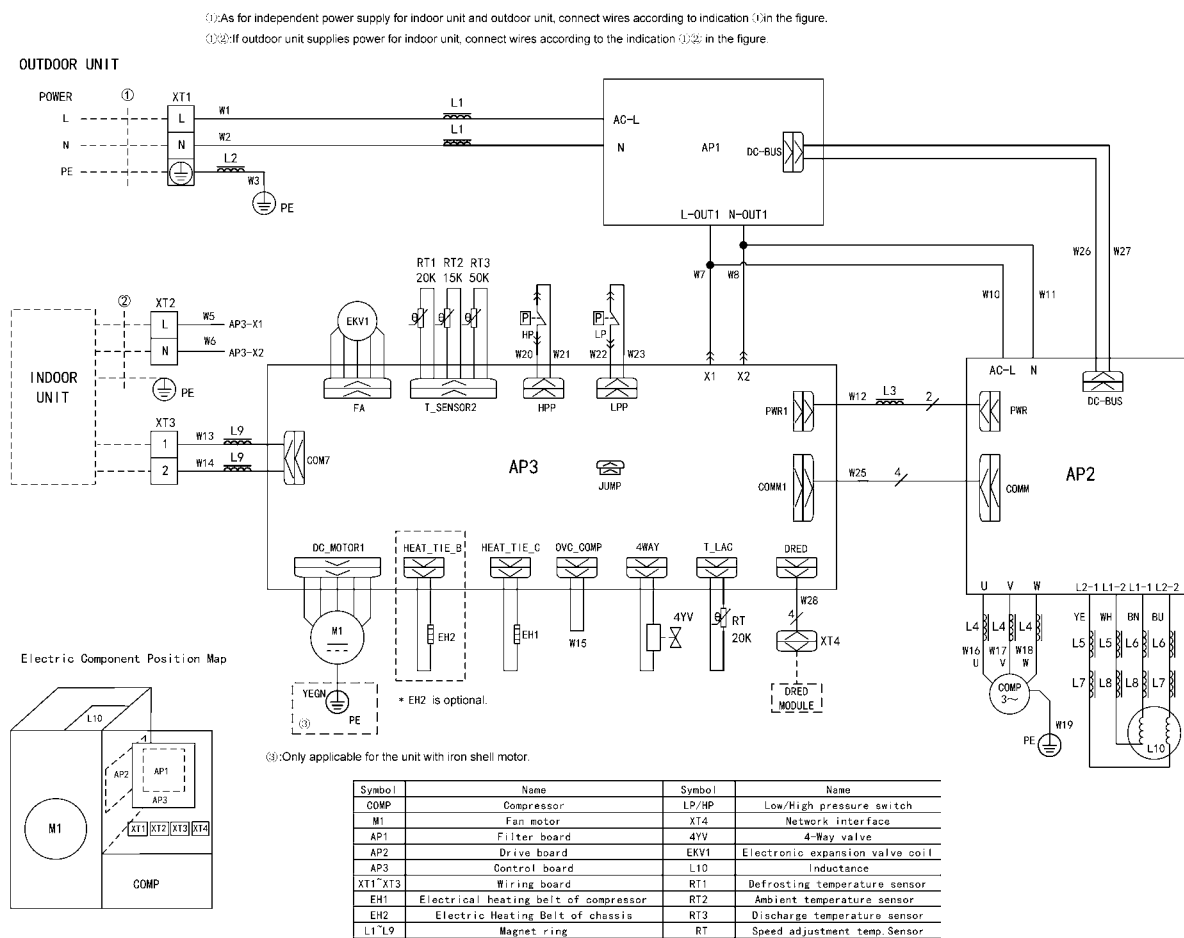 ①:As for independent power supply for indoor unit and outdoor unit, connect wires according to indication ①in the figure.
①②:If outdoor unit supplies power for indoor unit, connect wires according to the indication ①② in the figure.
OUTDOOR UNIT
POWER
①
XT1
L
L
W1
L1
AC-L
N
N
W2
L1
N
AP1
DC-BUS
PE
L2
W3
PE
L-OUT1 N-OUT1
W7
W8
W10
W11
W26
W27
RT1 RT2 RT3
20K 15K 50K
②
XT2
L
W5
AP3-X1
N
W6
AP3-X2
PE
INDOOR
UNIT
XT3
1
W13
L9
2
W14
L9
COM7
EKV1
FA
θ
θ
θ
T_SENSOR2
P
HP
W20
W21
HPP
P
LP
W22
W23
LPP
X1
X2
AP3
JUMP
PWR1
W12
L3
2
PWR
COMM1
W25
4
COMM
AC-L
N
DC-BUS
AP2
DC_MOTOR1
HEAT_TIE_B
HEAT_TIE_C
OVC_COMP
4WAY
T_LAC
DRED
M1
EH2
EH1
W15
4YV
θ
RT
20K
W28
4
XT4
DRED
MODULE
YEGN
③
PE
* EH2 is optional.
U
V
W
L2-1 L1-2 L1-1 L2-2
YE
WH
BN
BU
L4
L4
L4
L5
L5
L6
L6
W16
W17
W18
U
V
W
L7
L8
L8
L7
COMP
3~
W19
PE
L10
Electric Component Position Map
L10
AP2
AP1
AP3
M1
XT1
XT2
XT3
XT4
COMP
③:Only applicable for the unit with iron shell motor.
Symbol Name Symbol Name
COMP Compressor LP/HP Low/High pressure switch
M1 Fan motor XT4 Network interface
AP1 Filter board 4YV 4-Way valve
AP2 Drive board EKV1 Electronic expansion valve coil
AP3 Control board L10 Inductance
XT1~XT3 Wiring board RT1 Defrosting temperature sensor
EH1 Electrical heating belt of compressor RT2 Ambient temperature sensor
EH2 Electric Heating Belt of chassis RT3 Discharge temperature sensor
L1~L9 Magnet ring RT Speed adjustment temp. Sensor